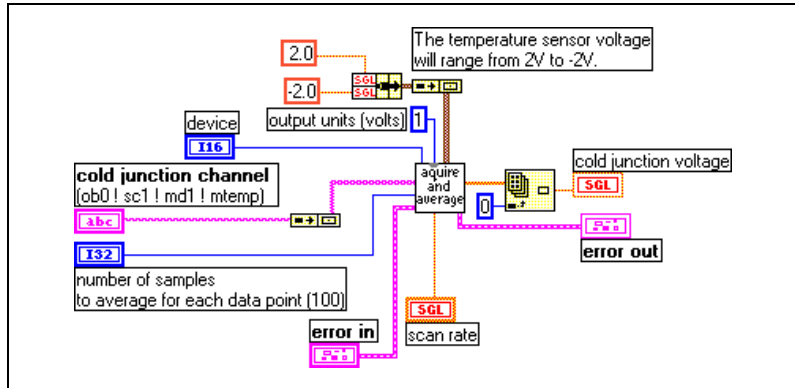 2.0
The temperature sensor voltage
will range from 2V to -2V.
SGL
SGL
-2.0
device
output units (volts)
1
I16
cold junction channel
(ob0 ! sc1 ! md1 ! mtemp)
aquire
and
average
cold junction voltage
SGL
abc
0
I32
error out
number of samples
to average for each data point (100)
SGL
error in
scan rate